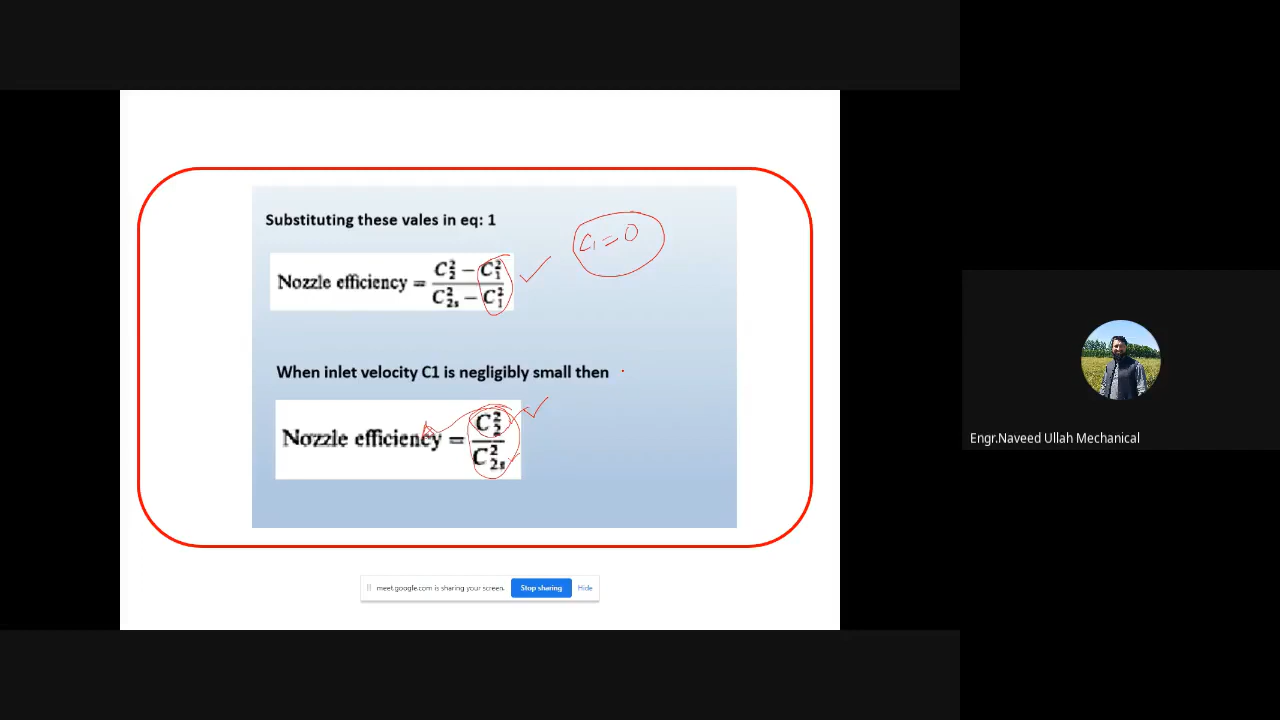 Substituting these vales in eq: 1
C₁ = 0
Nozzle efficiency = (C₂² − C₁²) / (C₂ₛ² − C₁²)
When inlet velocity C1 is negligibly small then
Nozzle efficiency = C₂² / C₂ₛ²
Engr.Naveed Ullah Mechanical
meet.google.com is sharing your screen.
Stop sharing
Hide